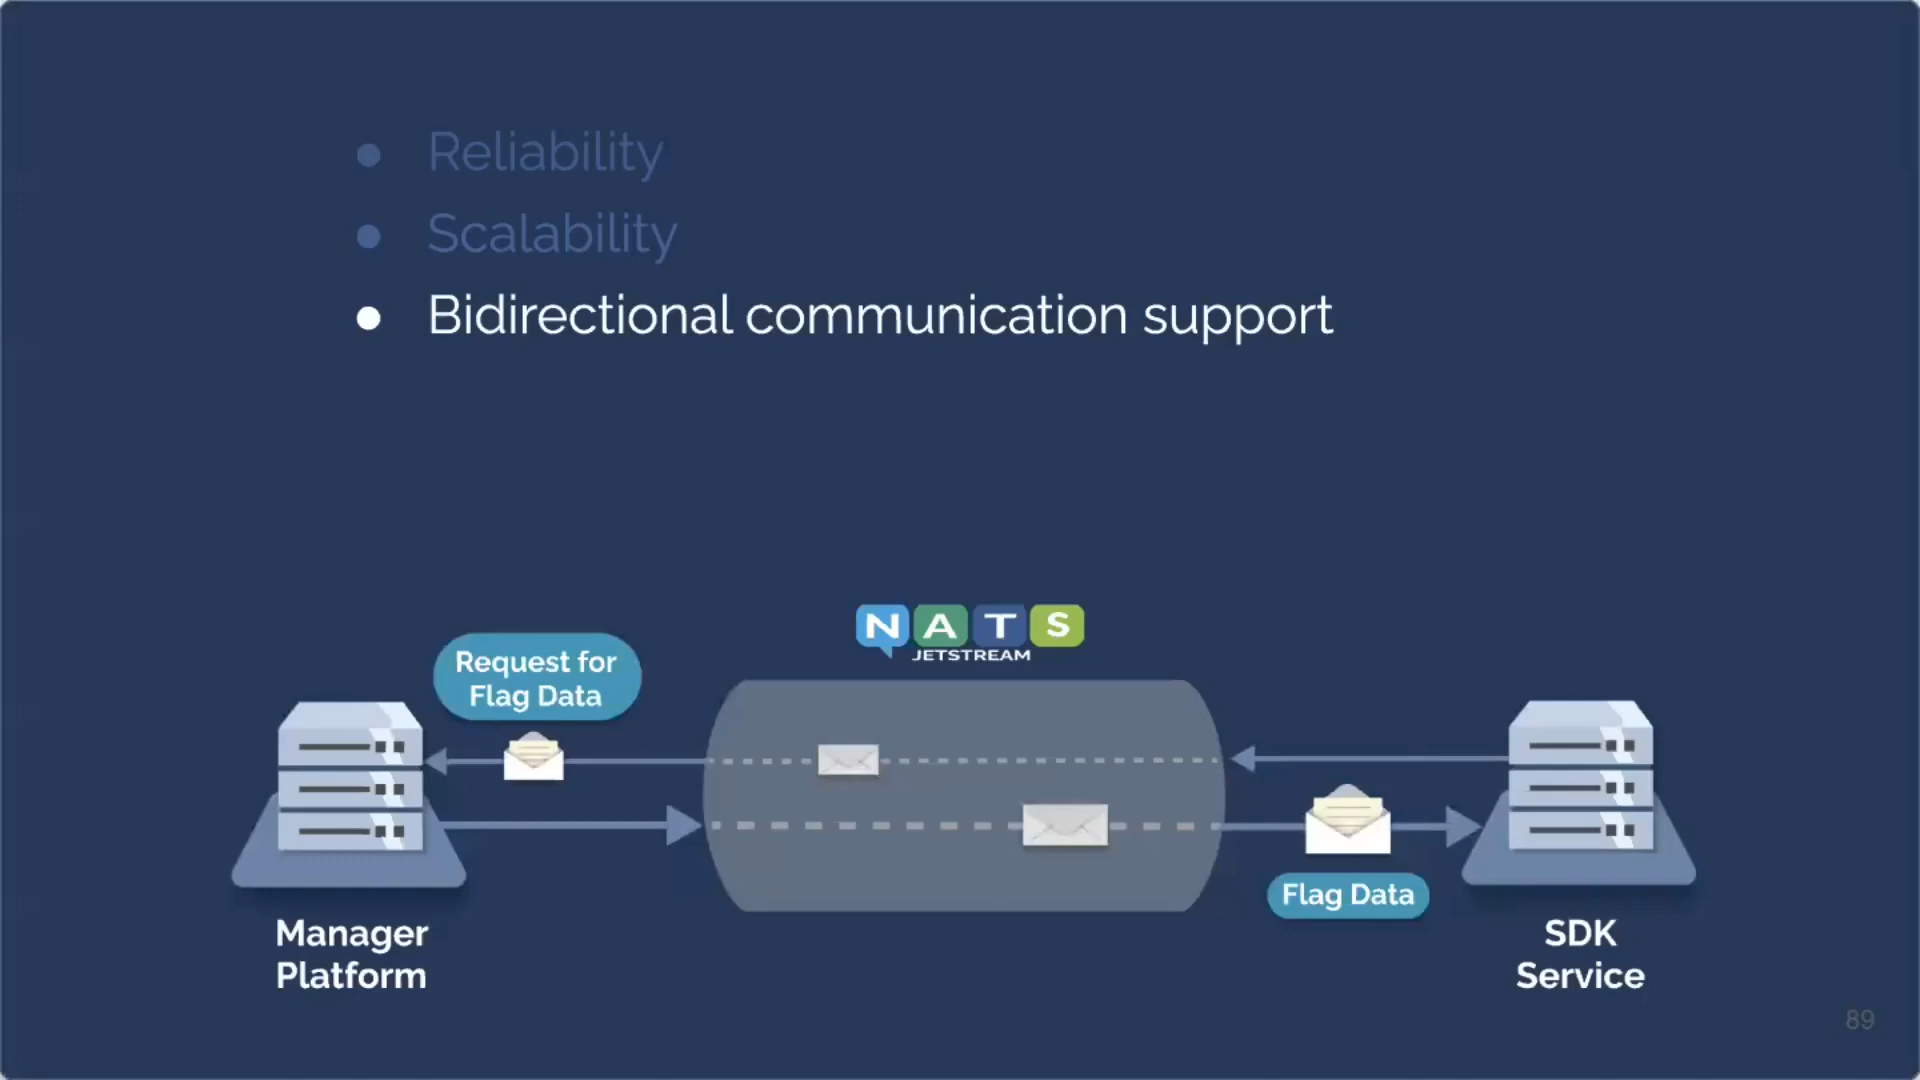 Reliability
Scalability
Bidirectional communication support
NATS
JETSTREAM
Request for
Flag Data
Flag Data
Manager
Platform
SDK
Service
89